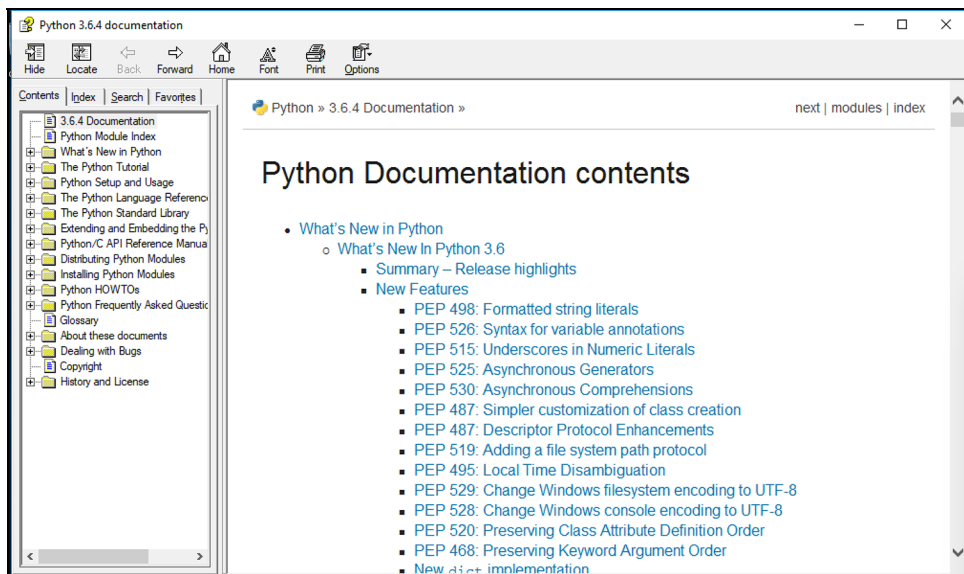 Python 3.6.4 documentation
Hide Locate Back Forward Home Font Print Options
Contents Index Search Favorites
3.6.4 Documentation
Python Module Index
What's New in Python
The Python Tutorial
Python Setup and Usage
The Python Language Reference
The Python Standard Library
Extending and Embedding the Py
Python/C API Reference Manua
Distributing Python Modules
Installing Python Modules
Python HOWTOs
Python Frequently Asked Questic
Glossary
About these documents
Dealing with Bugs
Copyright
History and License
Python » 3.6.4 Documentation » next | modules | index
Python Documentation contents
What's New in Python
What's New In Python 3.6
Summary – Release highlights
New Features
PEP 498: Formatted string literals
PEP 526: Syntax for variable annotations
PEP 515: Underscores in Numeric Literals
PEP 525: Asynchronous Generators
PEP 530: Asynchronous Comprehensions
PEP 487: Simpler customization of class creation
PEP 487: Descriptor Protocol Enhancements
PEP 519: Adding a file system path protocol
PEP 495: Local Time Disambiguation
PEP 529: Change Windows filesystem encoding to UTF-8
PEP 528: Change Windows console encoding to UTF-8
PEP 520: Preserving Class Attribute Definition Order
PEP 468: Preserving Keyword Argument Order
New dict implementation